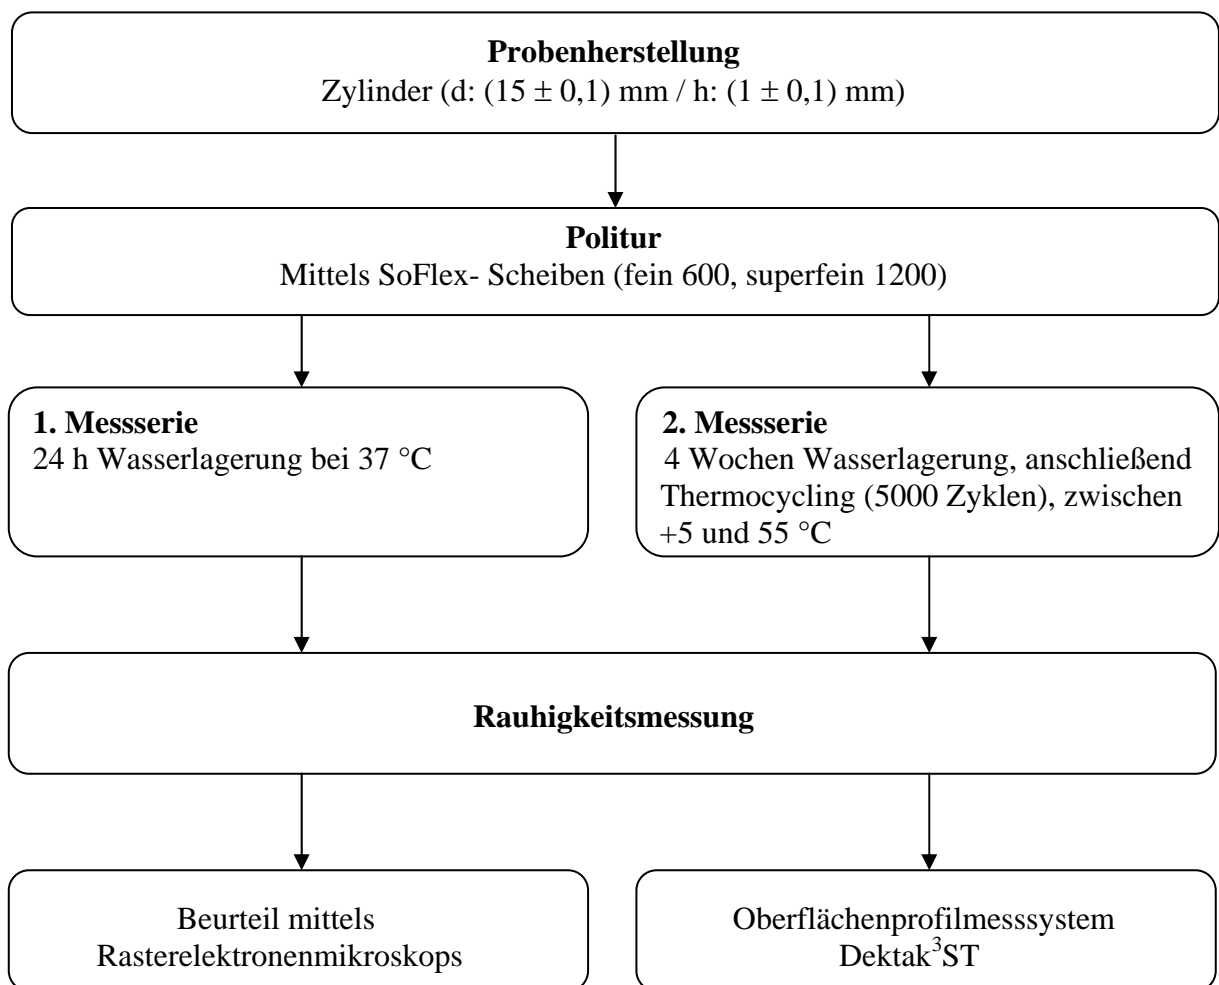 Probenherstellung
Zylinder (d: (15 ± 0,1) mm / h: (1 ± 0,1) mm)
Politur
Mittels SoFlex- Scheiben (fein 600, superfein 1200)
1. Messserie
24 h Wasserlagerung bei 37 °C
2. Messserie
4 Wochen Wasserlagerung, anschließend
Thermocycling (5000 Zyklen), zwischen
+5 und 55 °C
Rauhigkeitsmessung
Beurteil mittels
Rasterelektronenmikroskops
Oberflächenprofilmesssystem
Dektak³ST